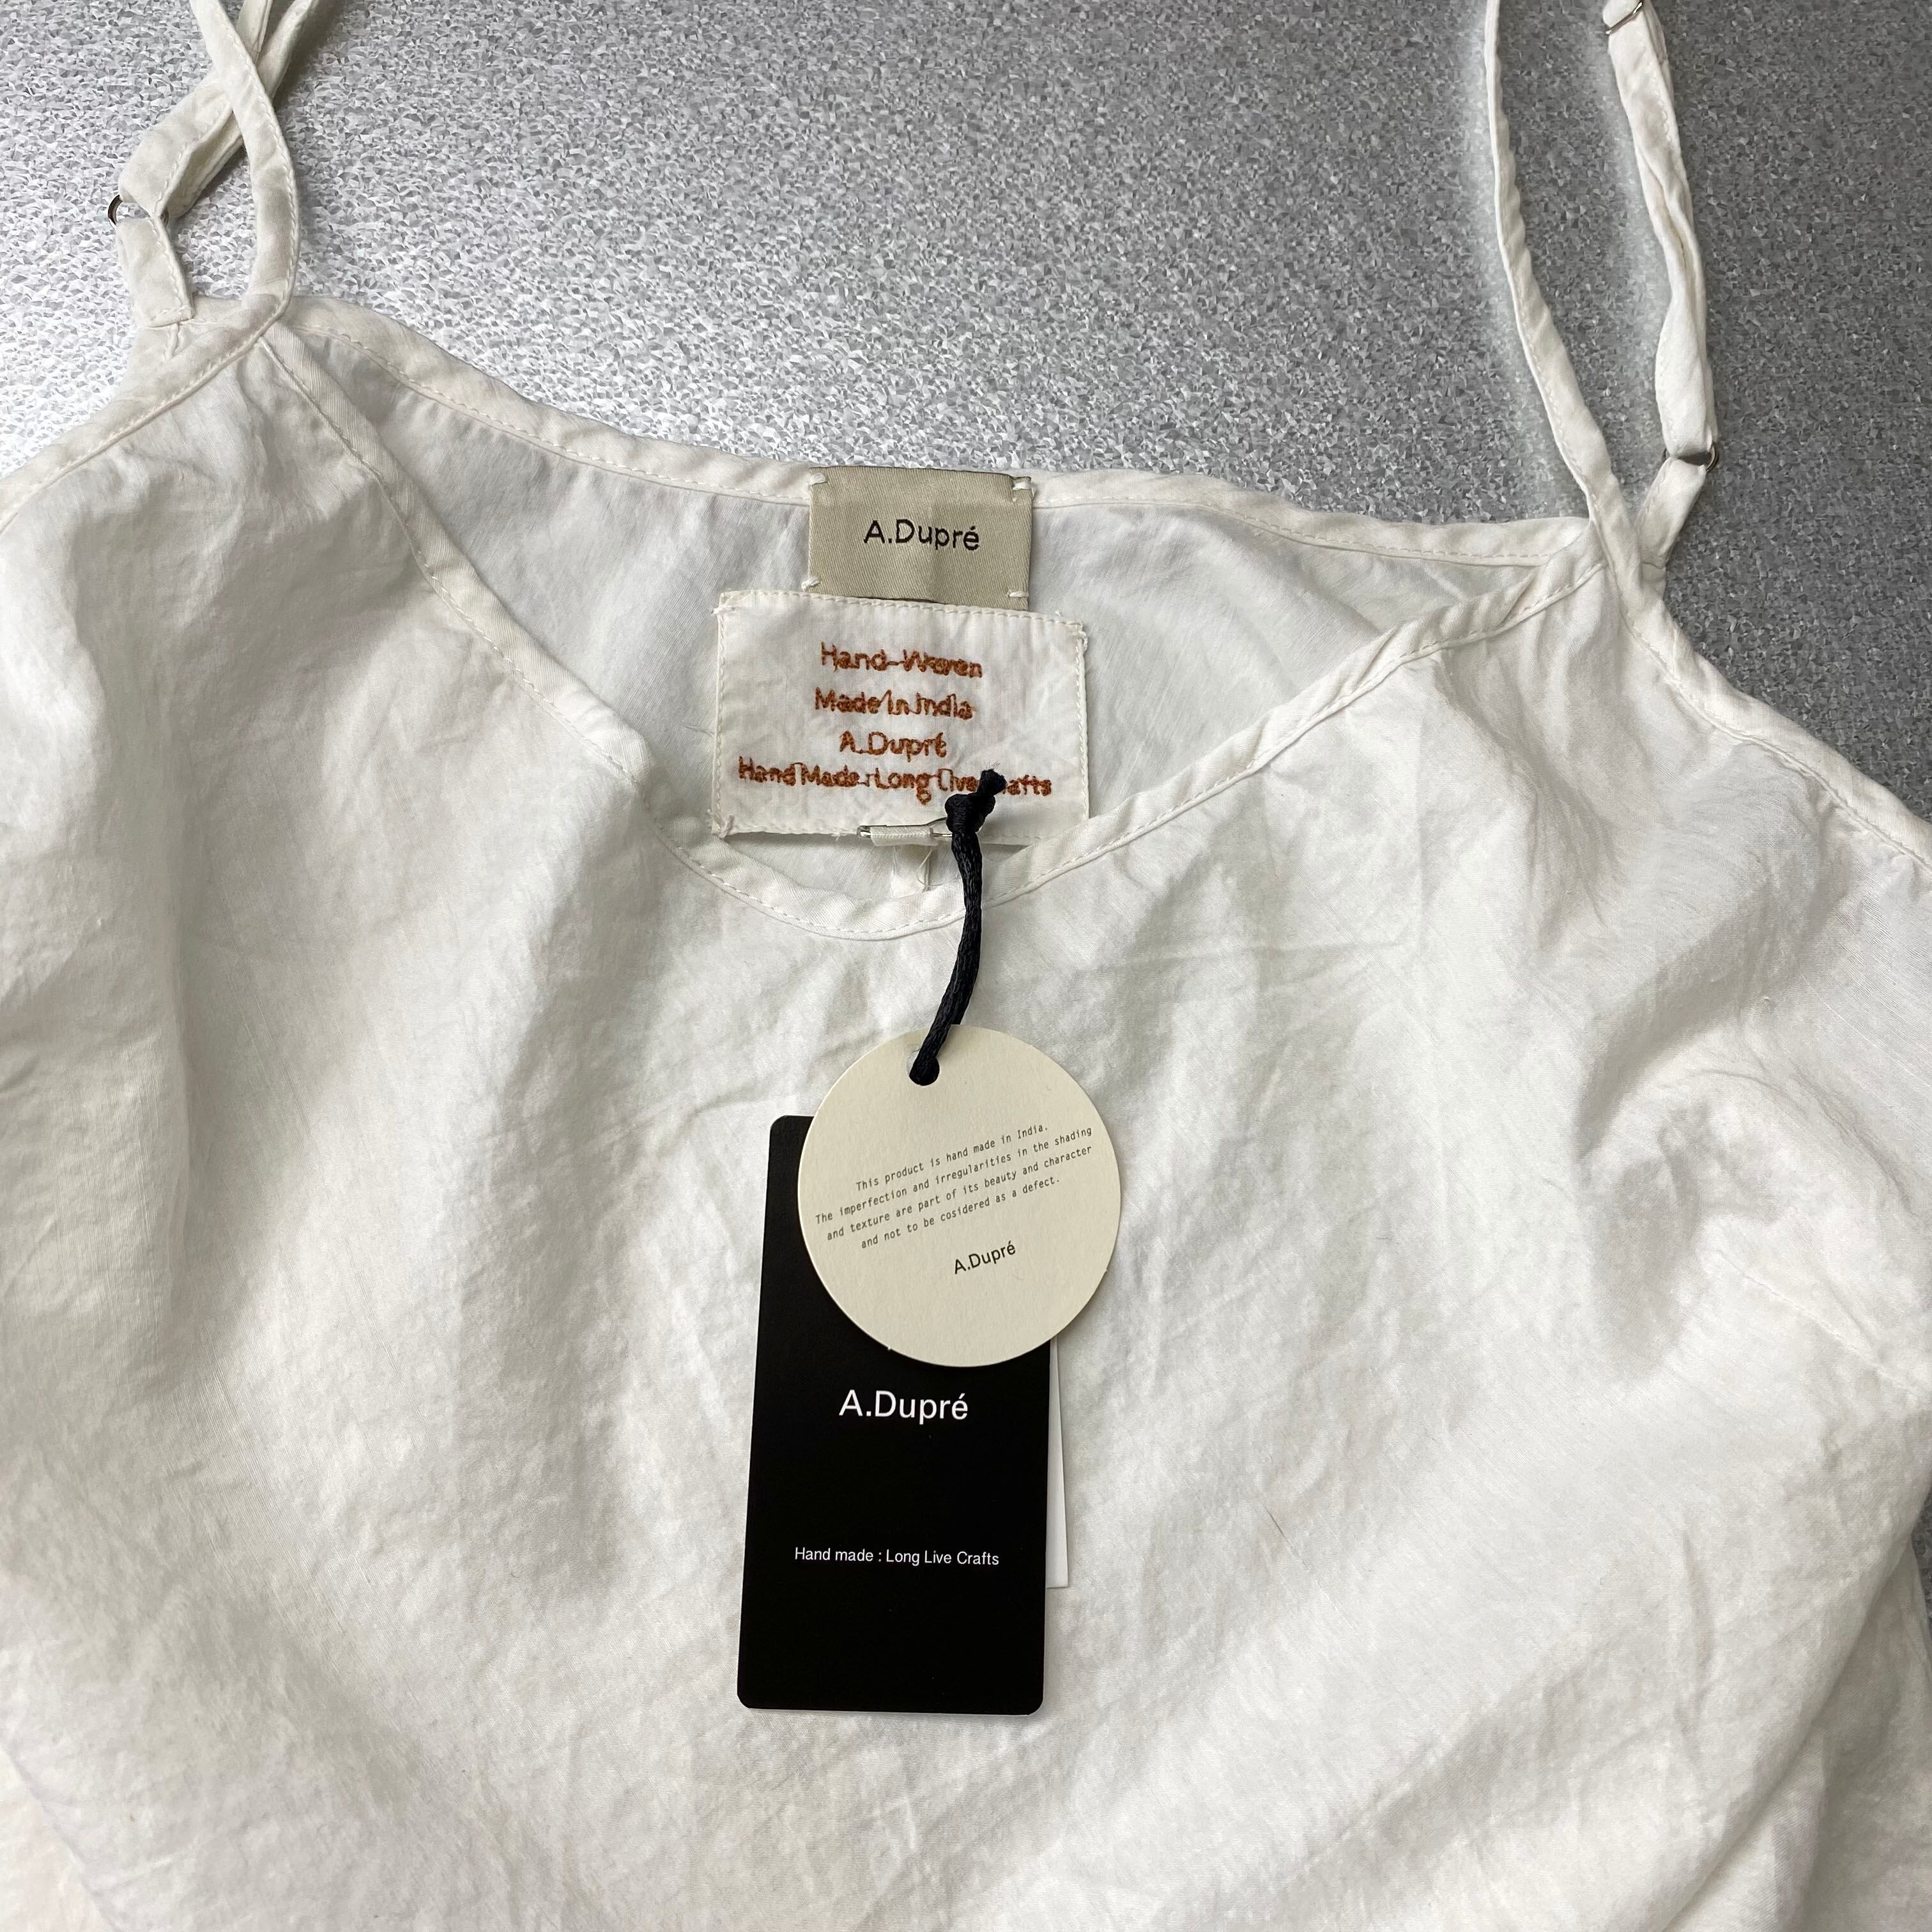 A.Dupré
Hand-Woven
Made In India
A.Dupré
Hand Made : Long Live afts
This product is hand made in India.
The imperfection and irregularities in the shading
and texture are part of its beauty and character
and not to be cosidered as a defect.
A.Dupré
A.Dupré
Hand made : Long Live Crafts